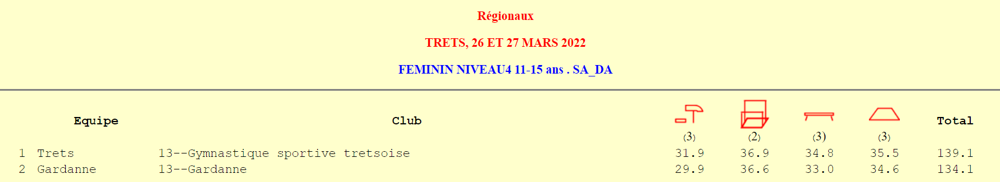 Régionaux
TRETS, 26 ET 27 MARS 2022
FEMININ NIVEAU4 11-15 ans . SA_DA
Equipe Club Total
(3) (2) (3) (3)
1 Trets 13--Gymnastique sportive tretsoise 31.9 36.9 34.8 35.5 139.1
2 Gardanne 13--Gardanne 29.9 36.6 33.0 34.6 134.1